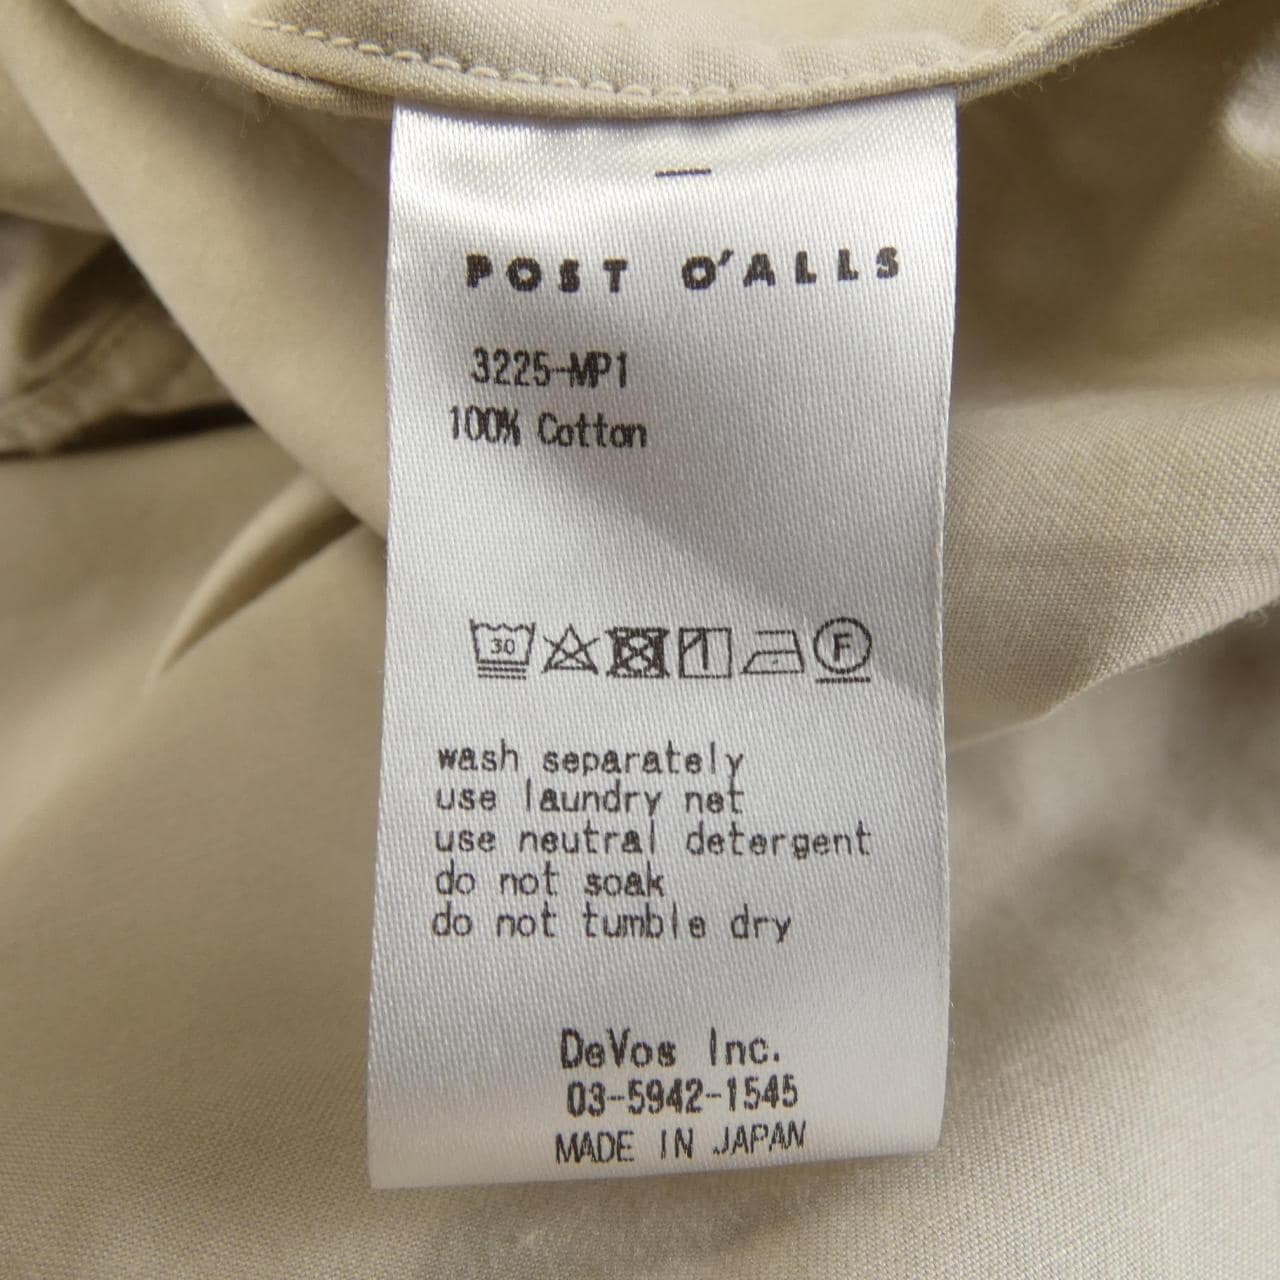 POST O'ALLS
3225-MP1
100% Cotton
30 F
wash separately
use laundry net
use neutral detergent
do not soak
do not tumble dry
DeVos Inc.
03-5942-1545
MADE IN JAPAN